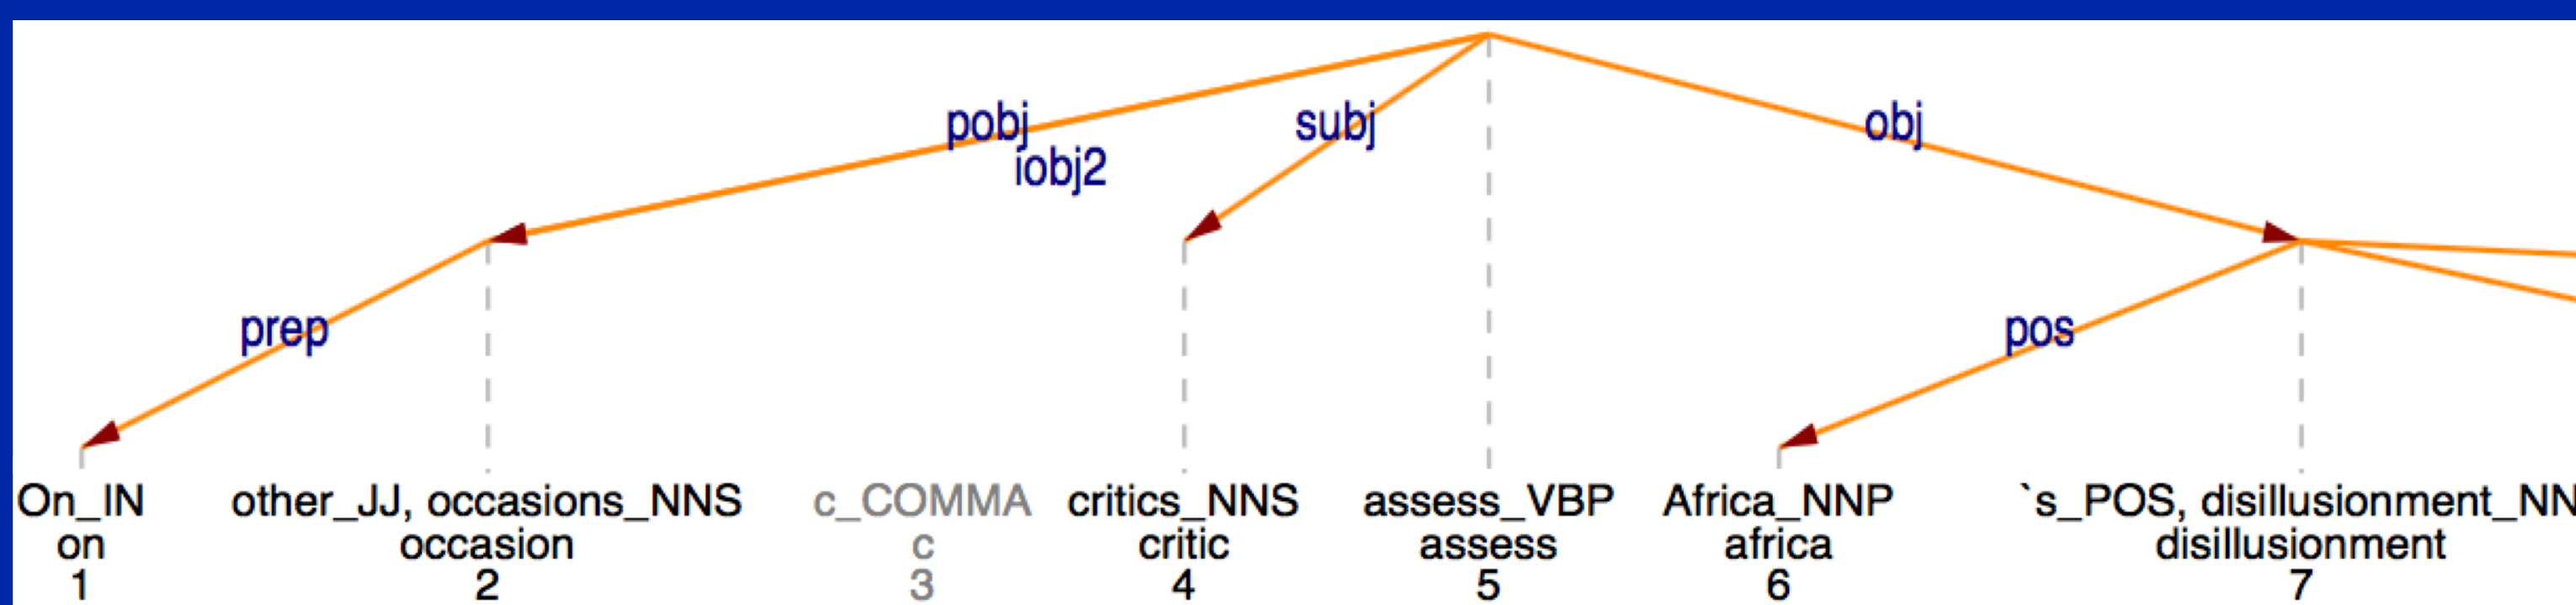 pobj subj obj
iobj2
prep pos
On_IN other_JJ, occasions_NNS c_COMMA critics_NNS assess_VBP Africa_NNP `s_POS, disillusionment_NN
on occasion c critic assess africa disillusionment
1 2 3 4 5 6 7